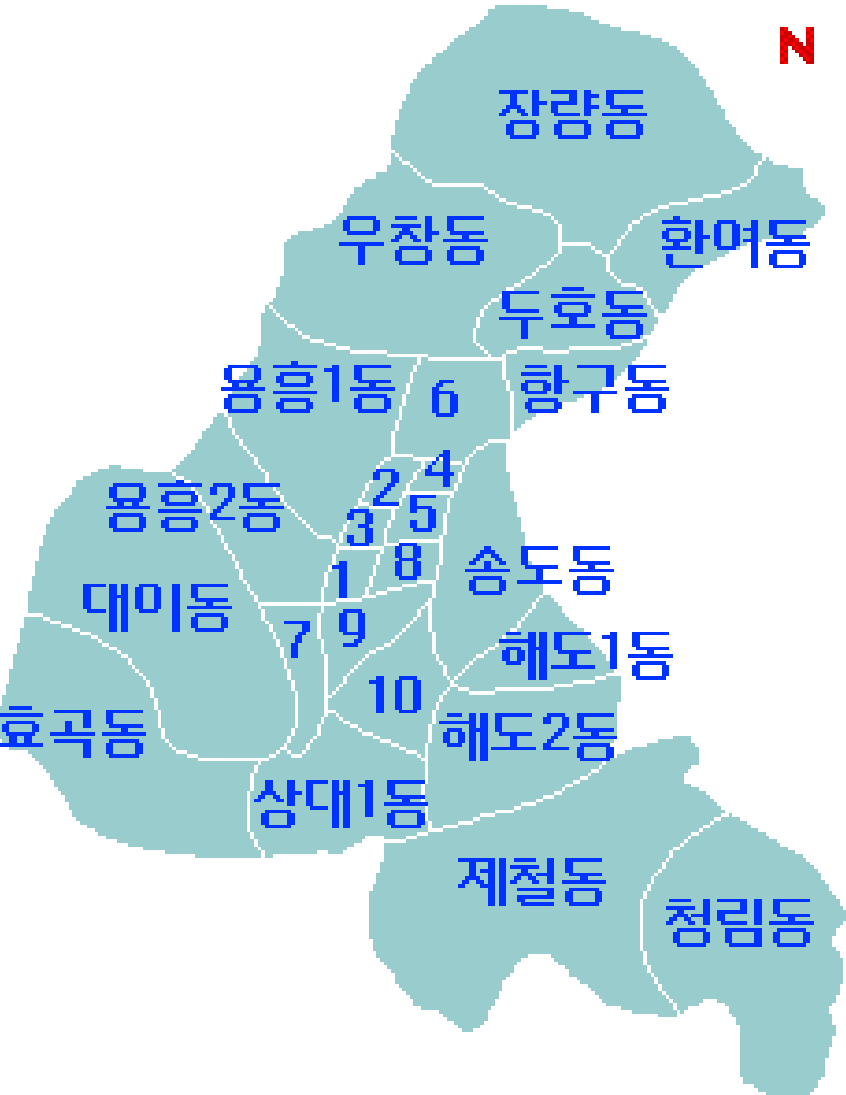 N
장량동
우창동
환여동
두호동
용흥1동
6
항구동
4
2
용흥2동
5
3
8
송도동
1
대이동
9
7
해도1동
10
효곡동
해도2동
상대1동
제철동
청림동